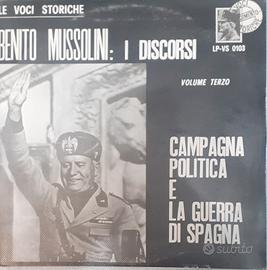 LE VOCI STORICHE
BENITO MUSSOLINI: I DISCORSI
LP-VS 0103
VOLUME TERZO
CAMPAGNA
POLITICA
E
LA GUERRA
DI SPAGNA
subito